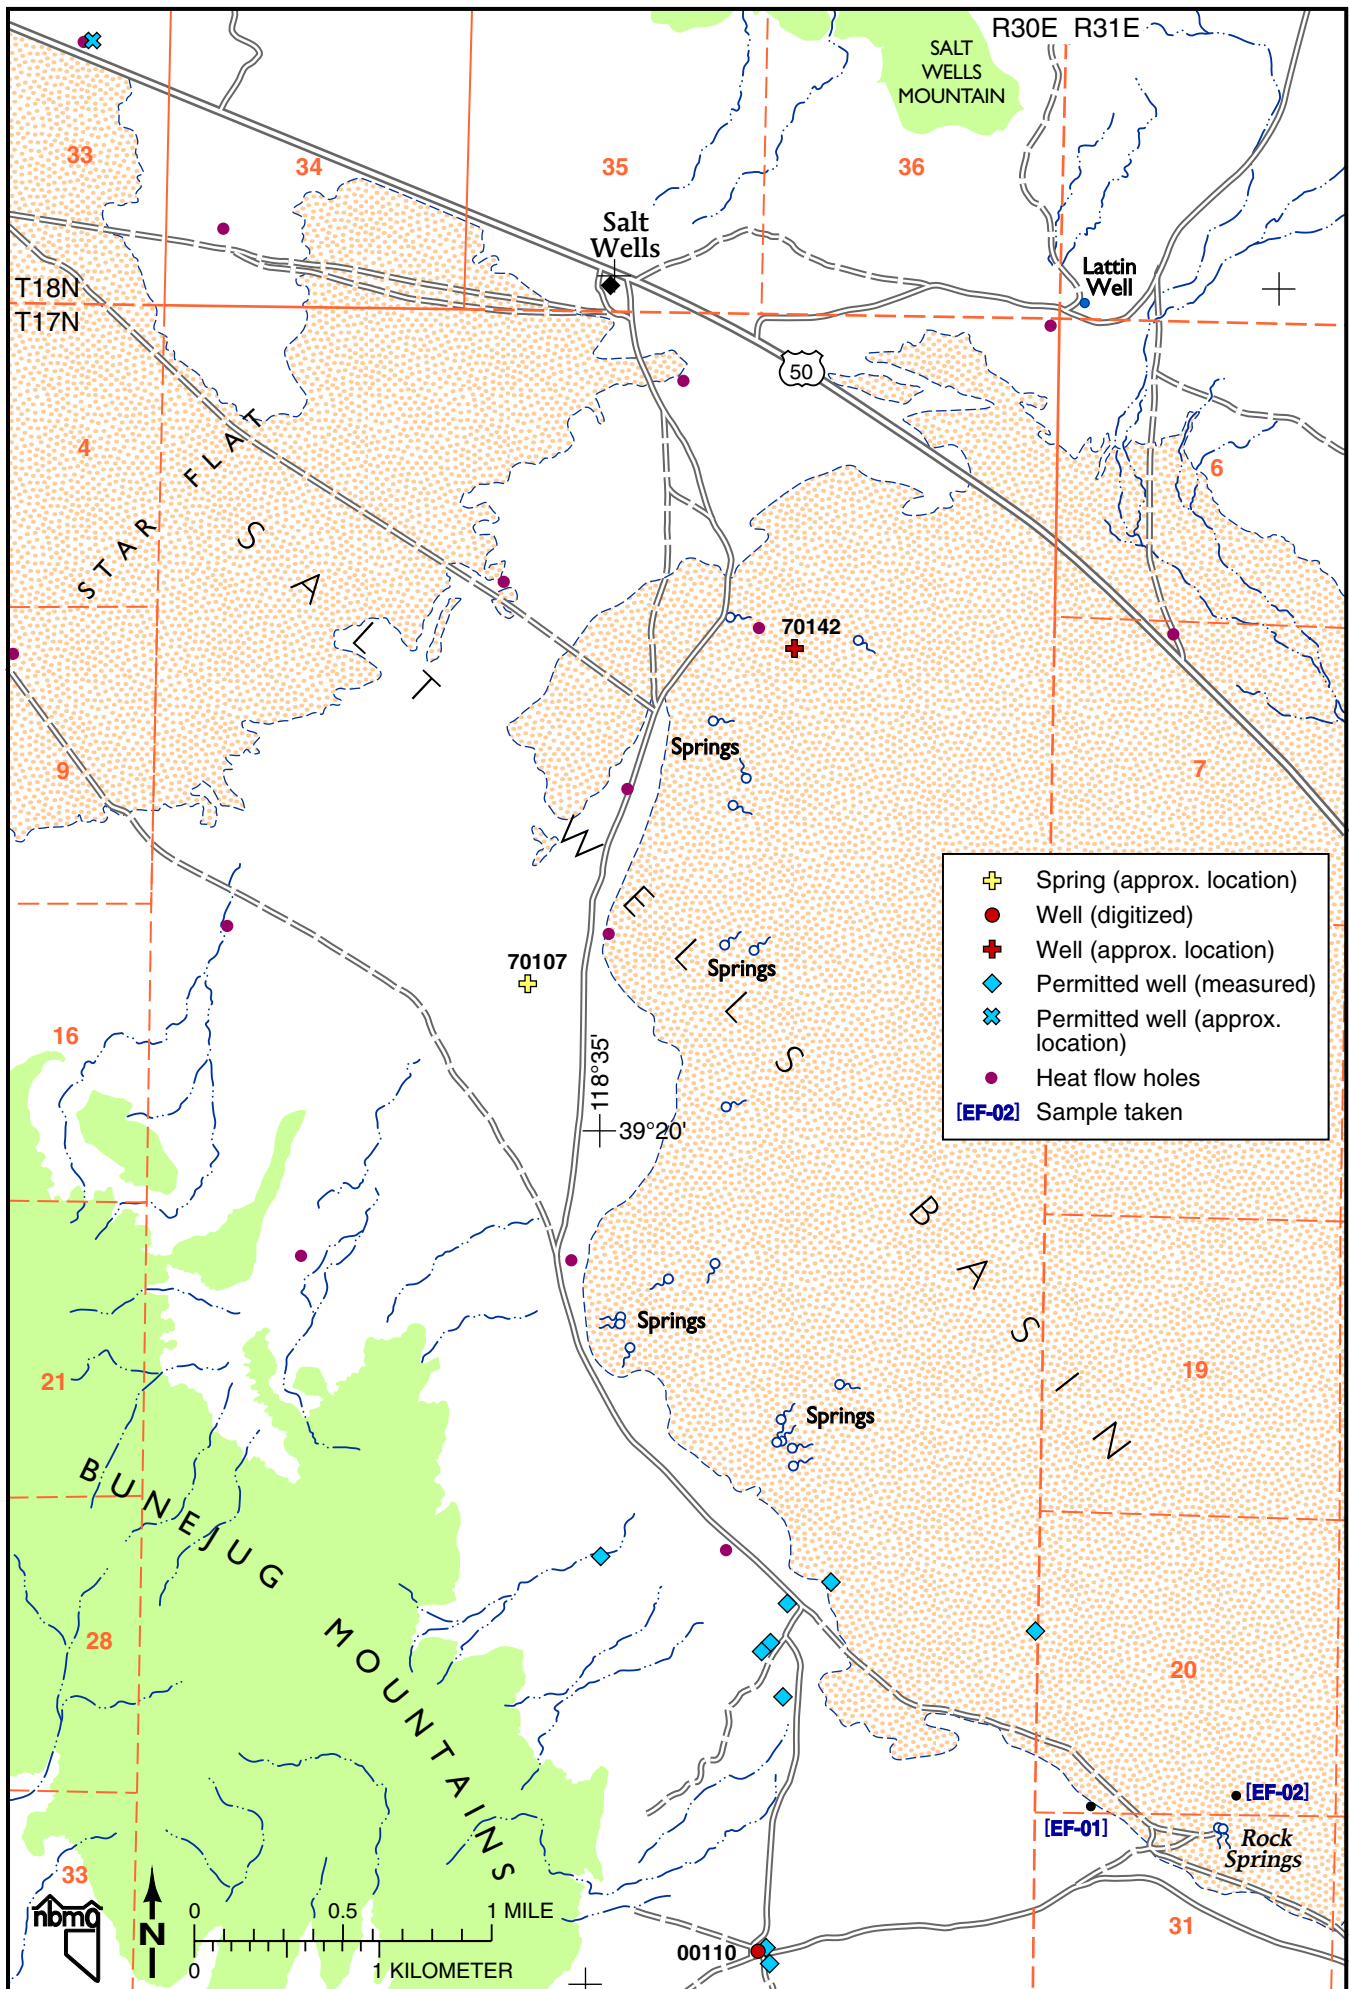 R30E R31E
SALT
WELLS
MOUNTAIN
33
34
35
36
Salt
Wells
Lattin
Well
T18N
T17N
50
4
STAR FLAT
6
SALT
70142
Springs
9
7
WELLS
Spring (approx. location)
Well (digitized)
Well (approx. location)
Permitted well (measured)
Permitted well (approx.
location)
Heat flow holes
[EF-02] Sample taken
70107
Springs
16
118°35'
39°20'
BASIN
Springs
21
19
Springs
BUNEJUG MOUNTAINS
28
20
[EF-02]
[EF-01]
Rock
Springs
33
nbmg
N
0 0.5 1 MILE
0 1 KILOMETER
00110
31